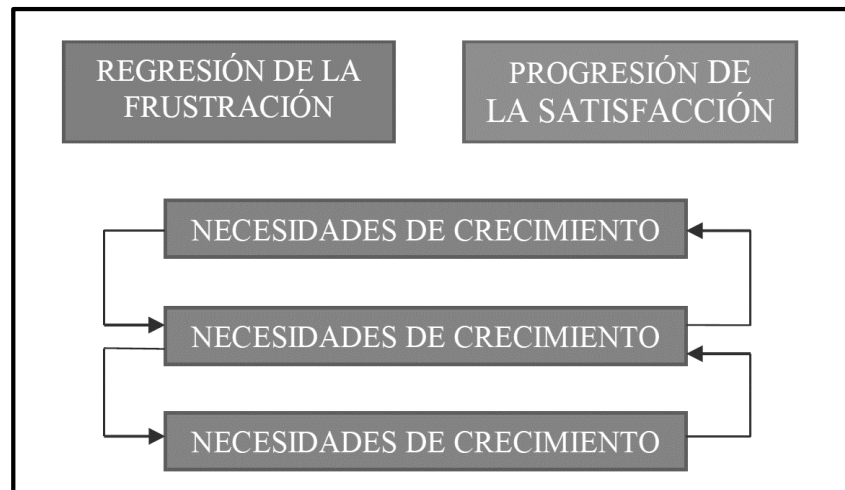 REGRESIÓN DE LA
FRUSTRACIÓN
PROGRESIÓN DE
LA SATISFACCIÓN
NECESIDADES DE CRECIMIENTO
NECESIDADES DE CRECIMIENTO
NECESIDADES DE CRECIMIENTO